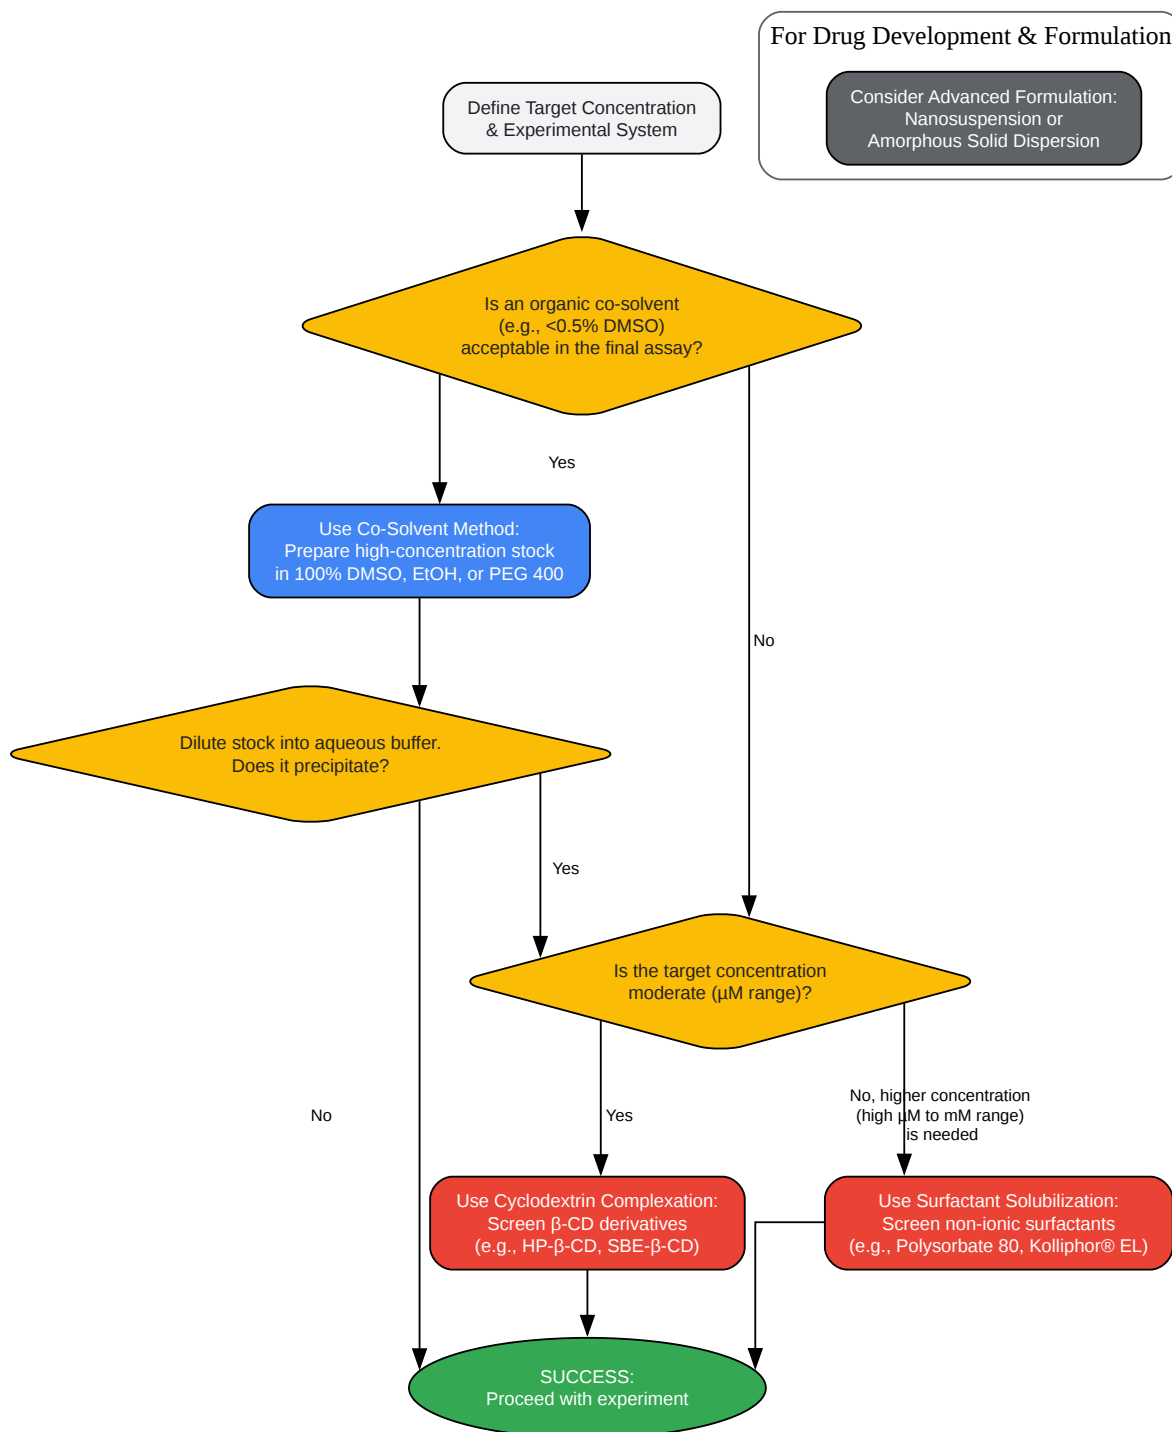 For Drug Development & Formulation
Consider Advanced Formulation:
Nanosuspension or
Amorphous Solid Dispersion
Define Target Concentration
& Experimental System
Is an organic co-solvent
(e.g., <0.5% DMSO)
acceptable in the final assay?
Yes
Use Co-Solvent Method:
Prepare high-concentration stock
in 100% DMSO, EtOH, or PEG 400
No
Dilute stock into aqueous buffer.
Does it precipitate?
Yes
Is the target concentration
moderate (µM range)?
No
Yes
No, higher concentration
(high µM to mM range)
is needed
Use Cyclodextrin Complexation:
Screen β-CD derivatives
(e.g., HP-β-CD, SBE-β-CD)
Use Surfactant Solubilization:
Screen non-ionic surfactants
(e.g., Polysorbate 80, Kolliphor® EL)
SUCCESS:
Proceed with experiment